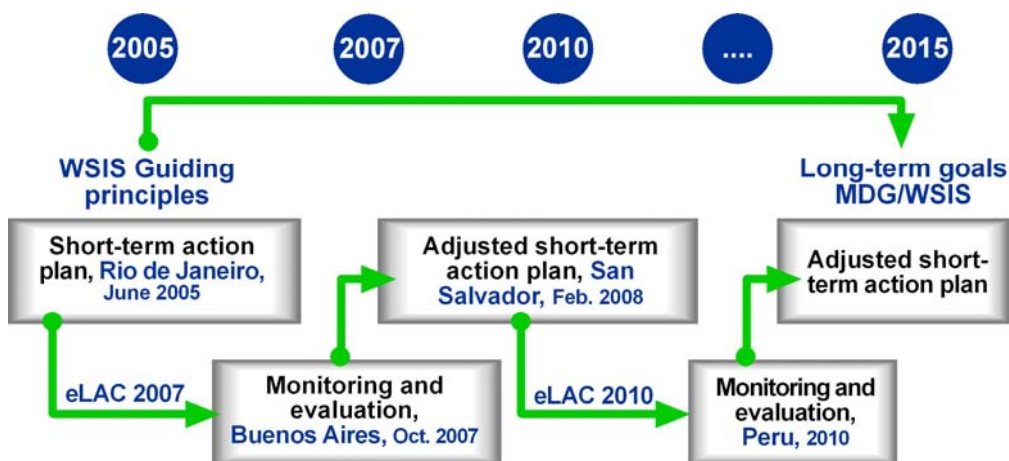 2005
2007
2010
....
2015
WSIS Guiding
principles
Long-term goals
MDG/WSIS
Short-term action
plan, Rio de Janeiro,
June 2005
Adjusted short-term
action plan, San
Salvador, Feb. 2008
Adjusted short-
term action plan
eLAC 2007
Monitoring and
evaluation,
Buenos Aires, Oct. 2007
eLAC 2010
Monitoring and
evaluation,
Peru, 2010